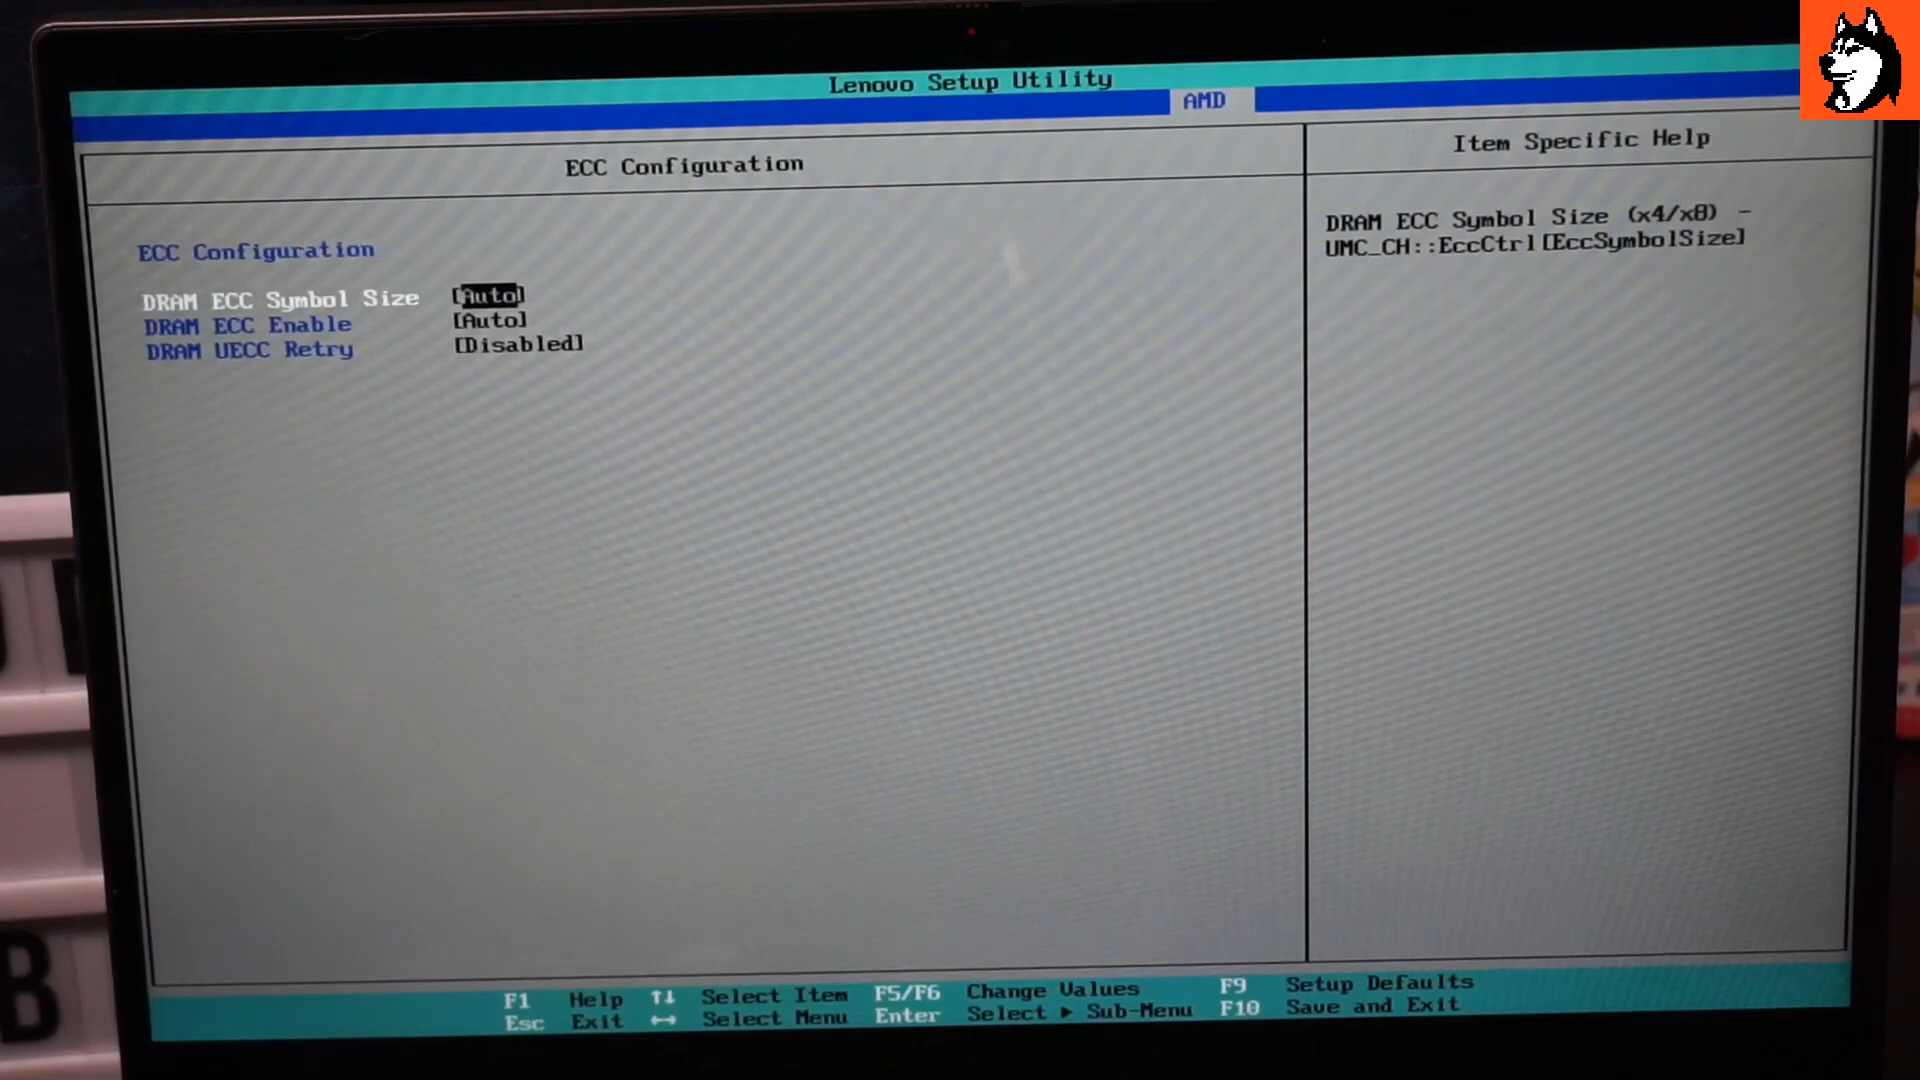 Lenovo Setup Utility
AMD
ECC Configuration
Item Specific Help
ECC Configuration
DRAM ECC Symbol Size [Auto]
DRAM ECC Enable [Auto]
DRAM UECC Retry [Disabled]
DRAM ECC Symbol Size (x4/x8) -
UMC_CH::EccCtrl[EccSymbolSize]
F1 Help ↑↓ Select Item F5/F6 Change Values F9 Setup Defaults
Esc Exit ↔ Select Menu Enter Select ▶ Sub-Menu F10 Save and Exit
B